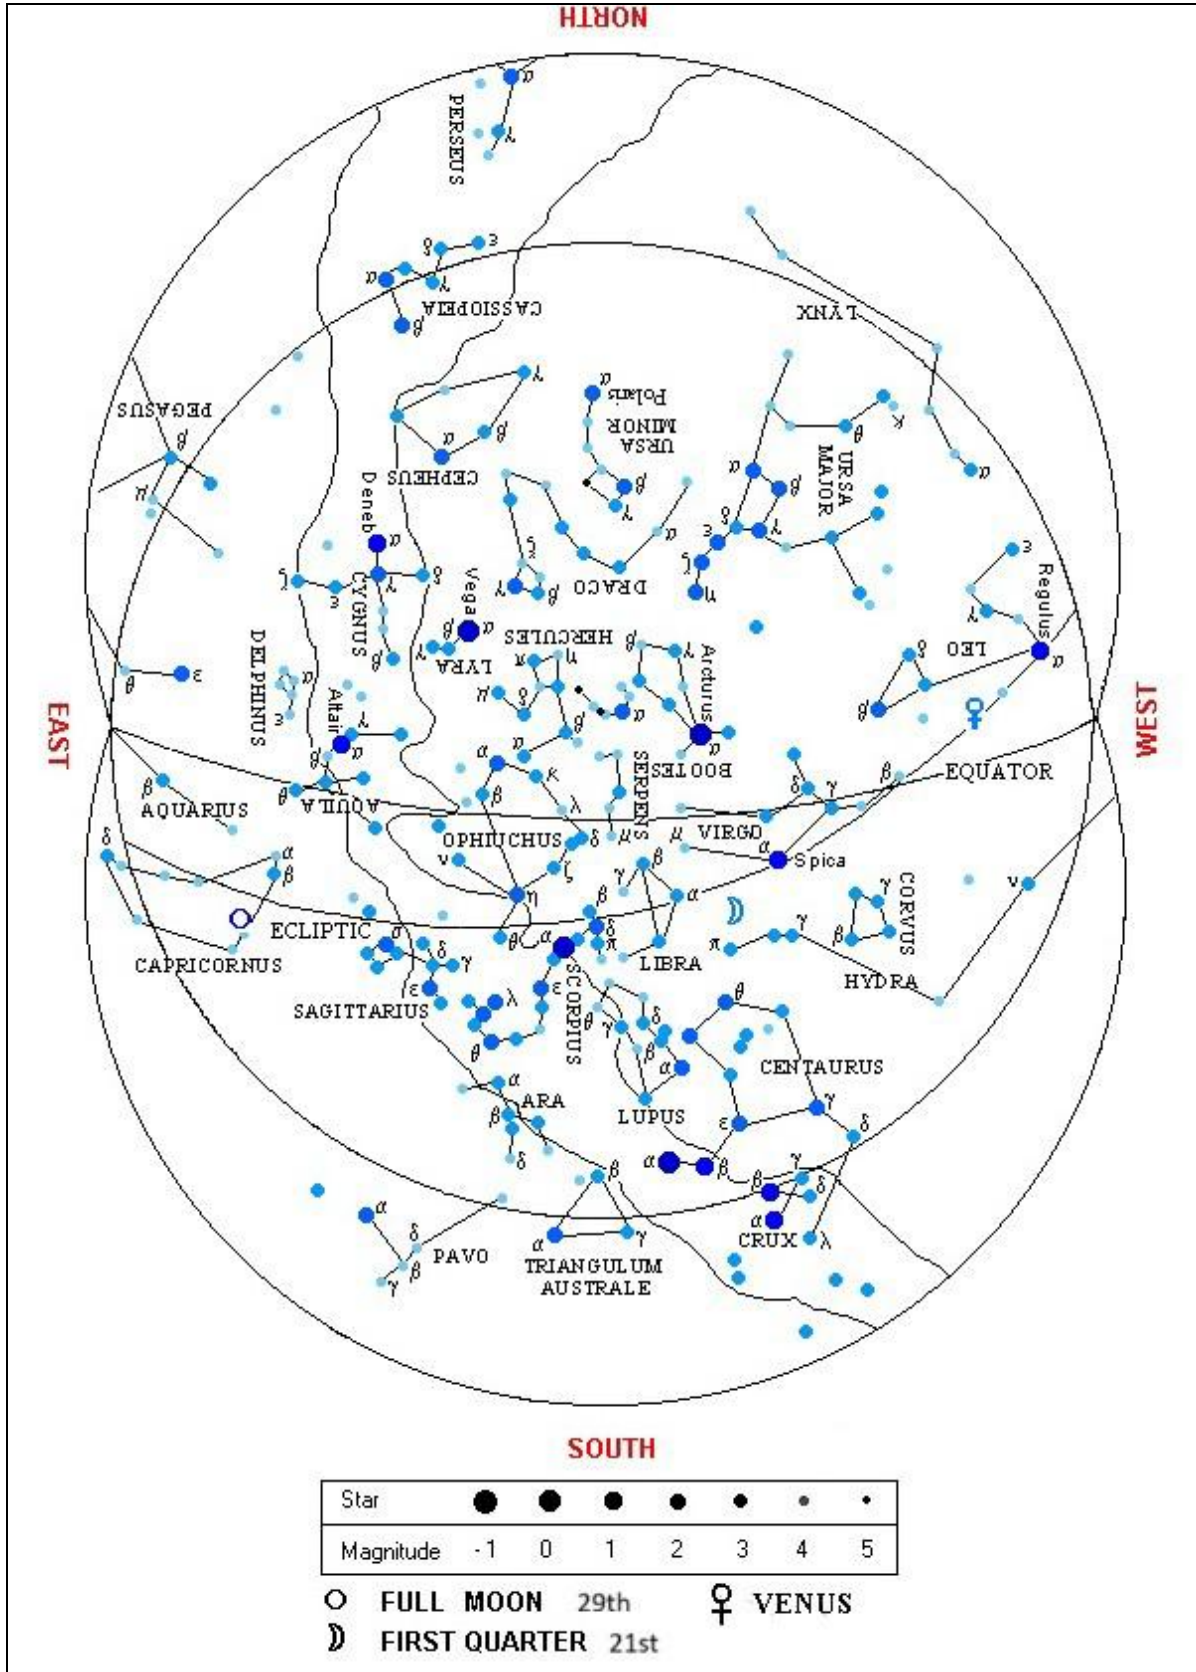 NORTH
α
PERSEUS
γ
δ ε
α γ
CASSIOPEIA
β
LYNX
PEGASUS
β
μ
γ
α
Polaris
URSA
MINOR
β
γ
α β
CEPHEUS
κ
θ
URSA
MAJOR
α
α β
δ γ
ε
ζ
η
Deneb
α
ζ ε γ δ
CYGNUS
β
ζ
γ β
DRACO
α
Vega
α
β
γ
LYRA
HERCULES
π η
μ
δ
β
α
ε
γ
Regulus
α
LEO
δ
β
θ ε
DELPHINUS
α
ε
Altair
γ
α
β
θ
AQUILA
β γ
α
Arcturus
α
BOOTES
EAST
WEST
β
AQUARIUS
α
κ
β
λ
OPHIUCHUS
δ
ν
ζ
η
θ
SERPENS
μ
μ
VIRGO
δ γ
β
EQUATOR
α
Spica
δ
α
β
CAPRICORNUS
ECLIPTIC
σ
δ γ
ε
SAGITTARIUS
λ
θ
β
δ
α
π
ε
SCORPIUS
β
γ
α
LIBRA
π γ
γ
β
CORVUS
ν
HYDRA
θ
δ
γ
β
α
LUPUS
θ
CENTAURUS
ε γ
δ
α β
α
β ARA
δ
γ
β δ
α
CRUX λ
α
δ
β
γ
PAVO
β
α γ
TRIANGULUM
AUSTRALE
SOUTH
Star
Magnitude -1 0 1 2 3 4 5
FULL MOON 29th VENUS
FIRST QUARTER 21st